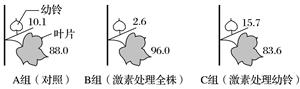 幼铃
10.1
叶片
88.0
A组（对照）
2.6
96.0
B组（激素处理全株）
15.7
83.6
C组（激素处理幼铃）